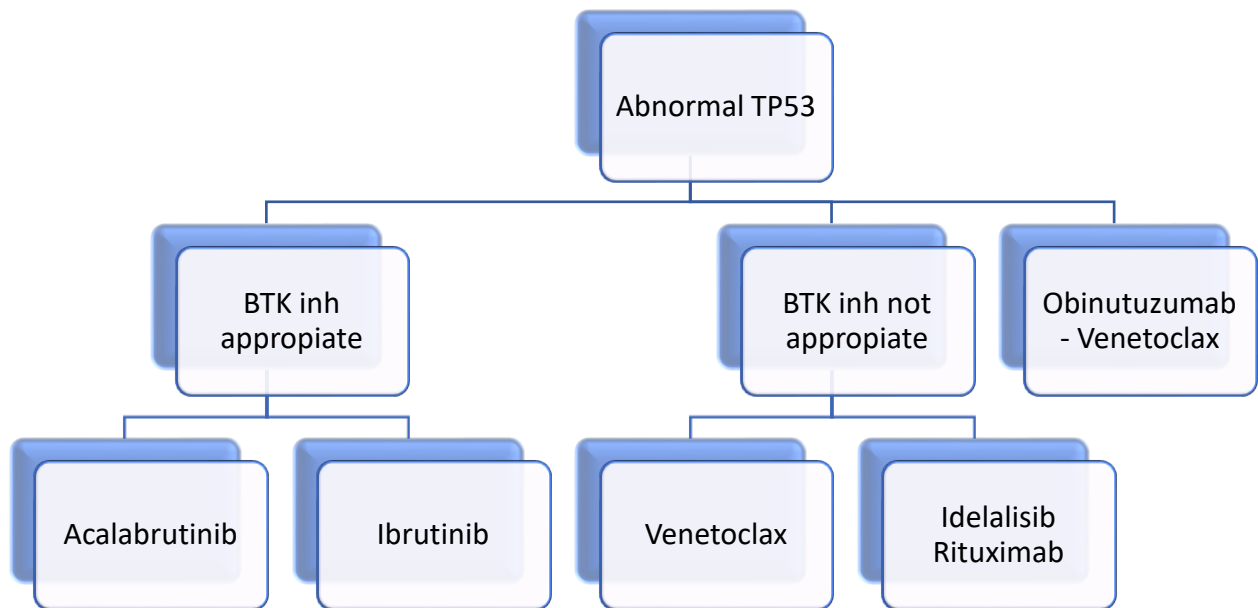 Abnormal TP53
BTK inh
appropiate
BTK inh not
appropiate
Obinutuzumab
- Venetoclax
Acalabrutinib
Ibrutinib
Venetoclax
Idelalisib
Rituximab